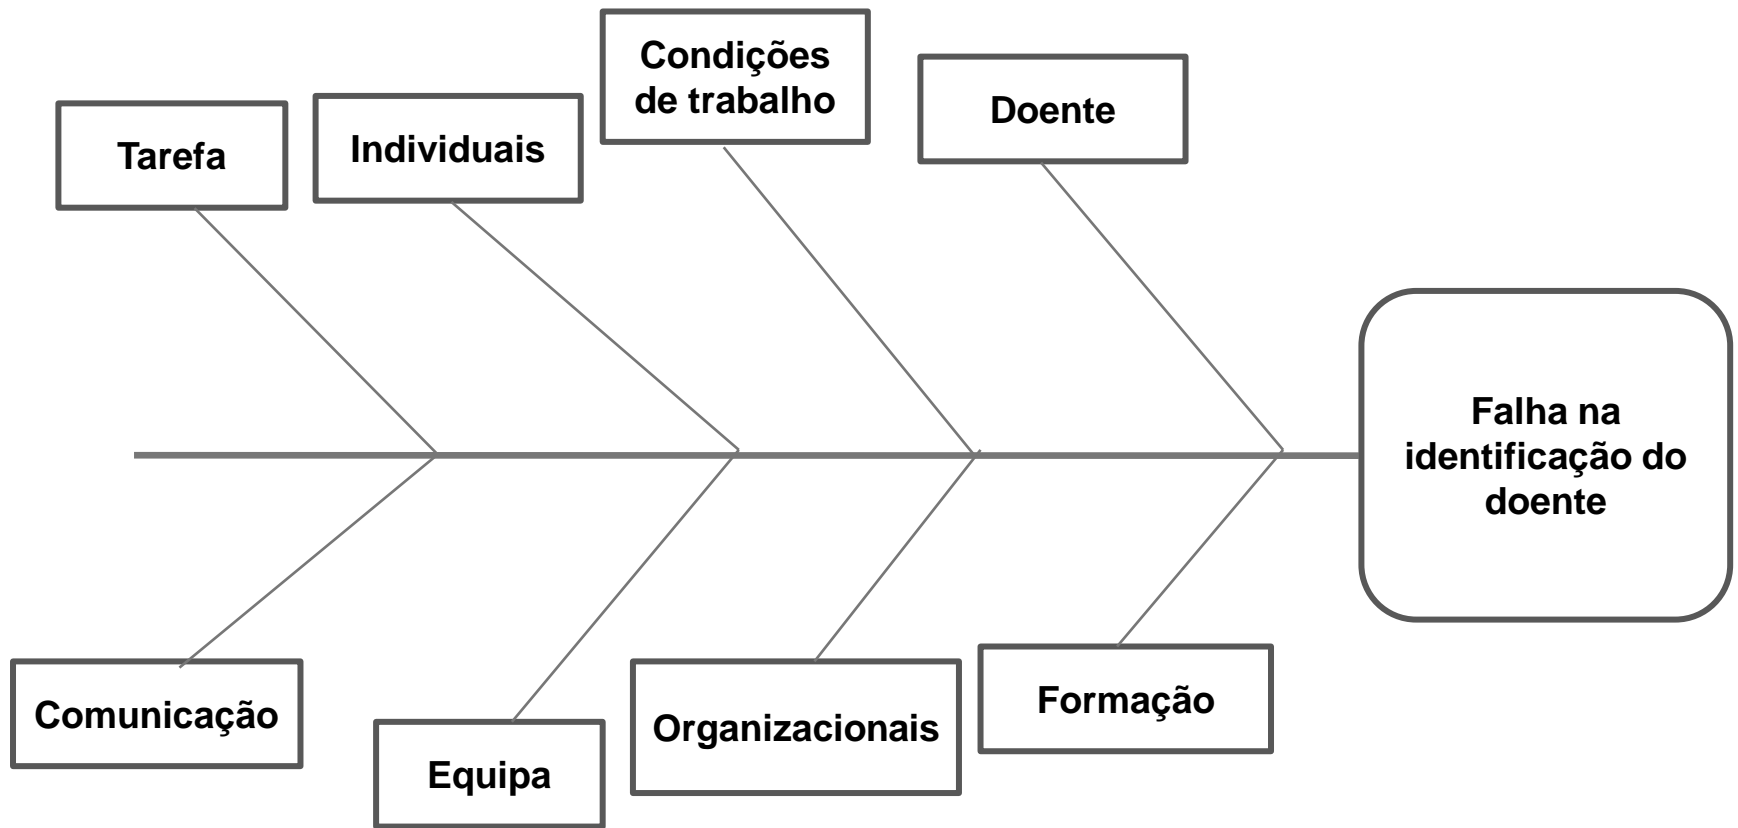 Condições
de trabalho
Doente
Individuais
Tarefa
Falha na
identificação do
doente
Formação
Comunicação
Organizacionais
Equipa